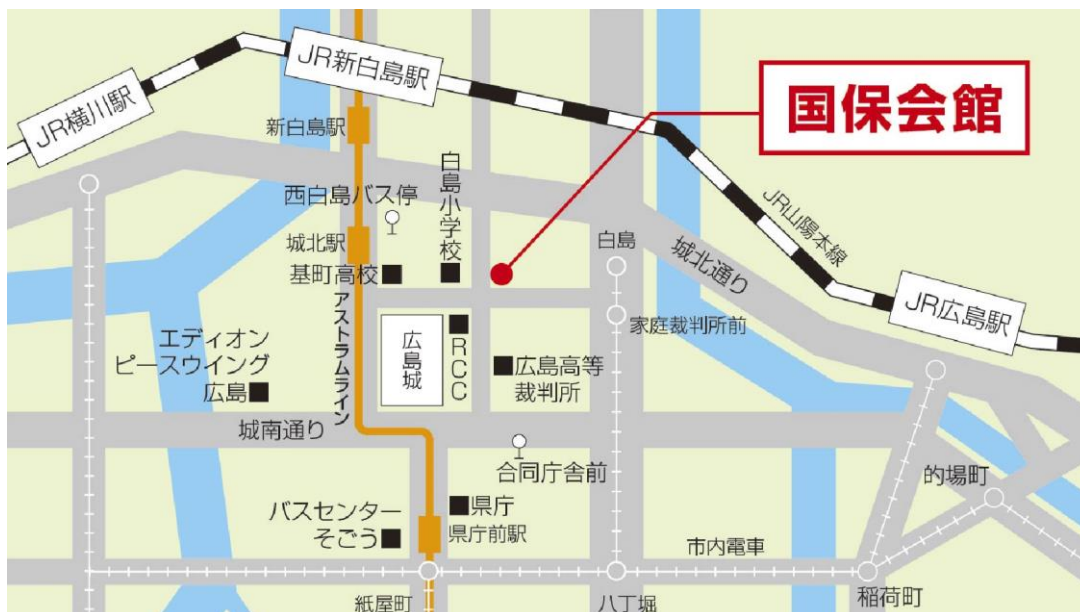 JR新白島駅
JR横川駅
国保会館
新白島駅
白島小学校
西白島バス停
城北駅
基町高校
白島
JR山陽本線
城北通り
JR広島駅
アストラムライン
家庭裁判所前
エディオン
ピースウイング
広島
広島城
RCC
広島高等
裁判所
城南通り
合同庁舎前
的場町
県庁
バスセンター
そごう
県庁前駅
市内電車
紙屋町
八丁堀
稲荷町